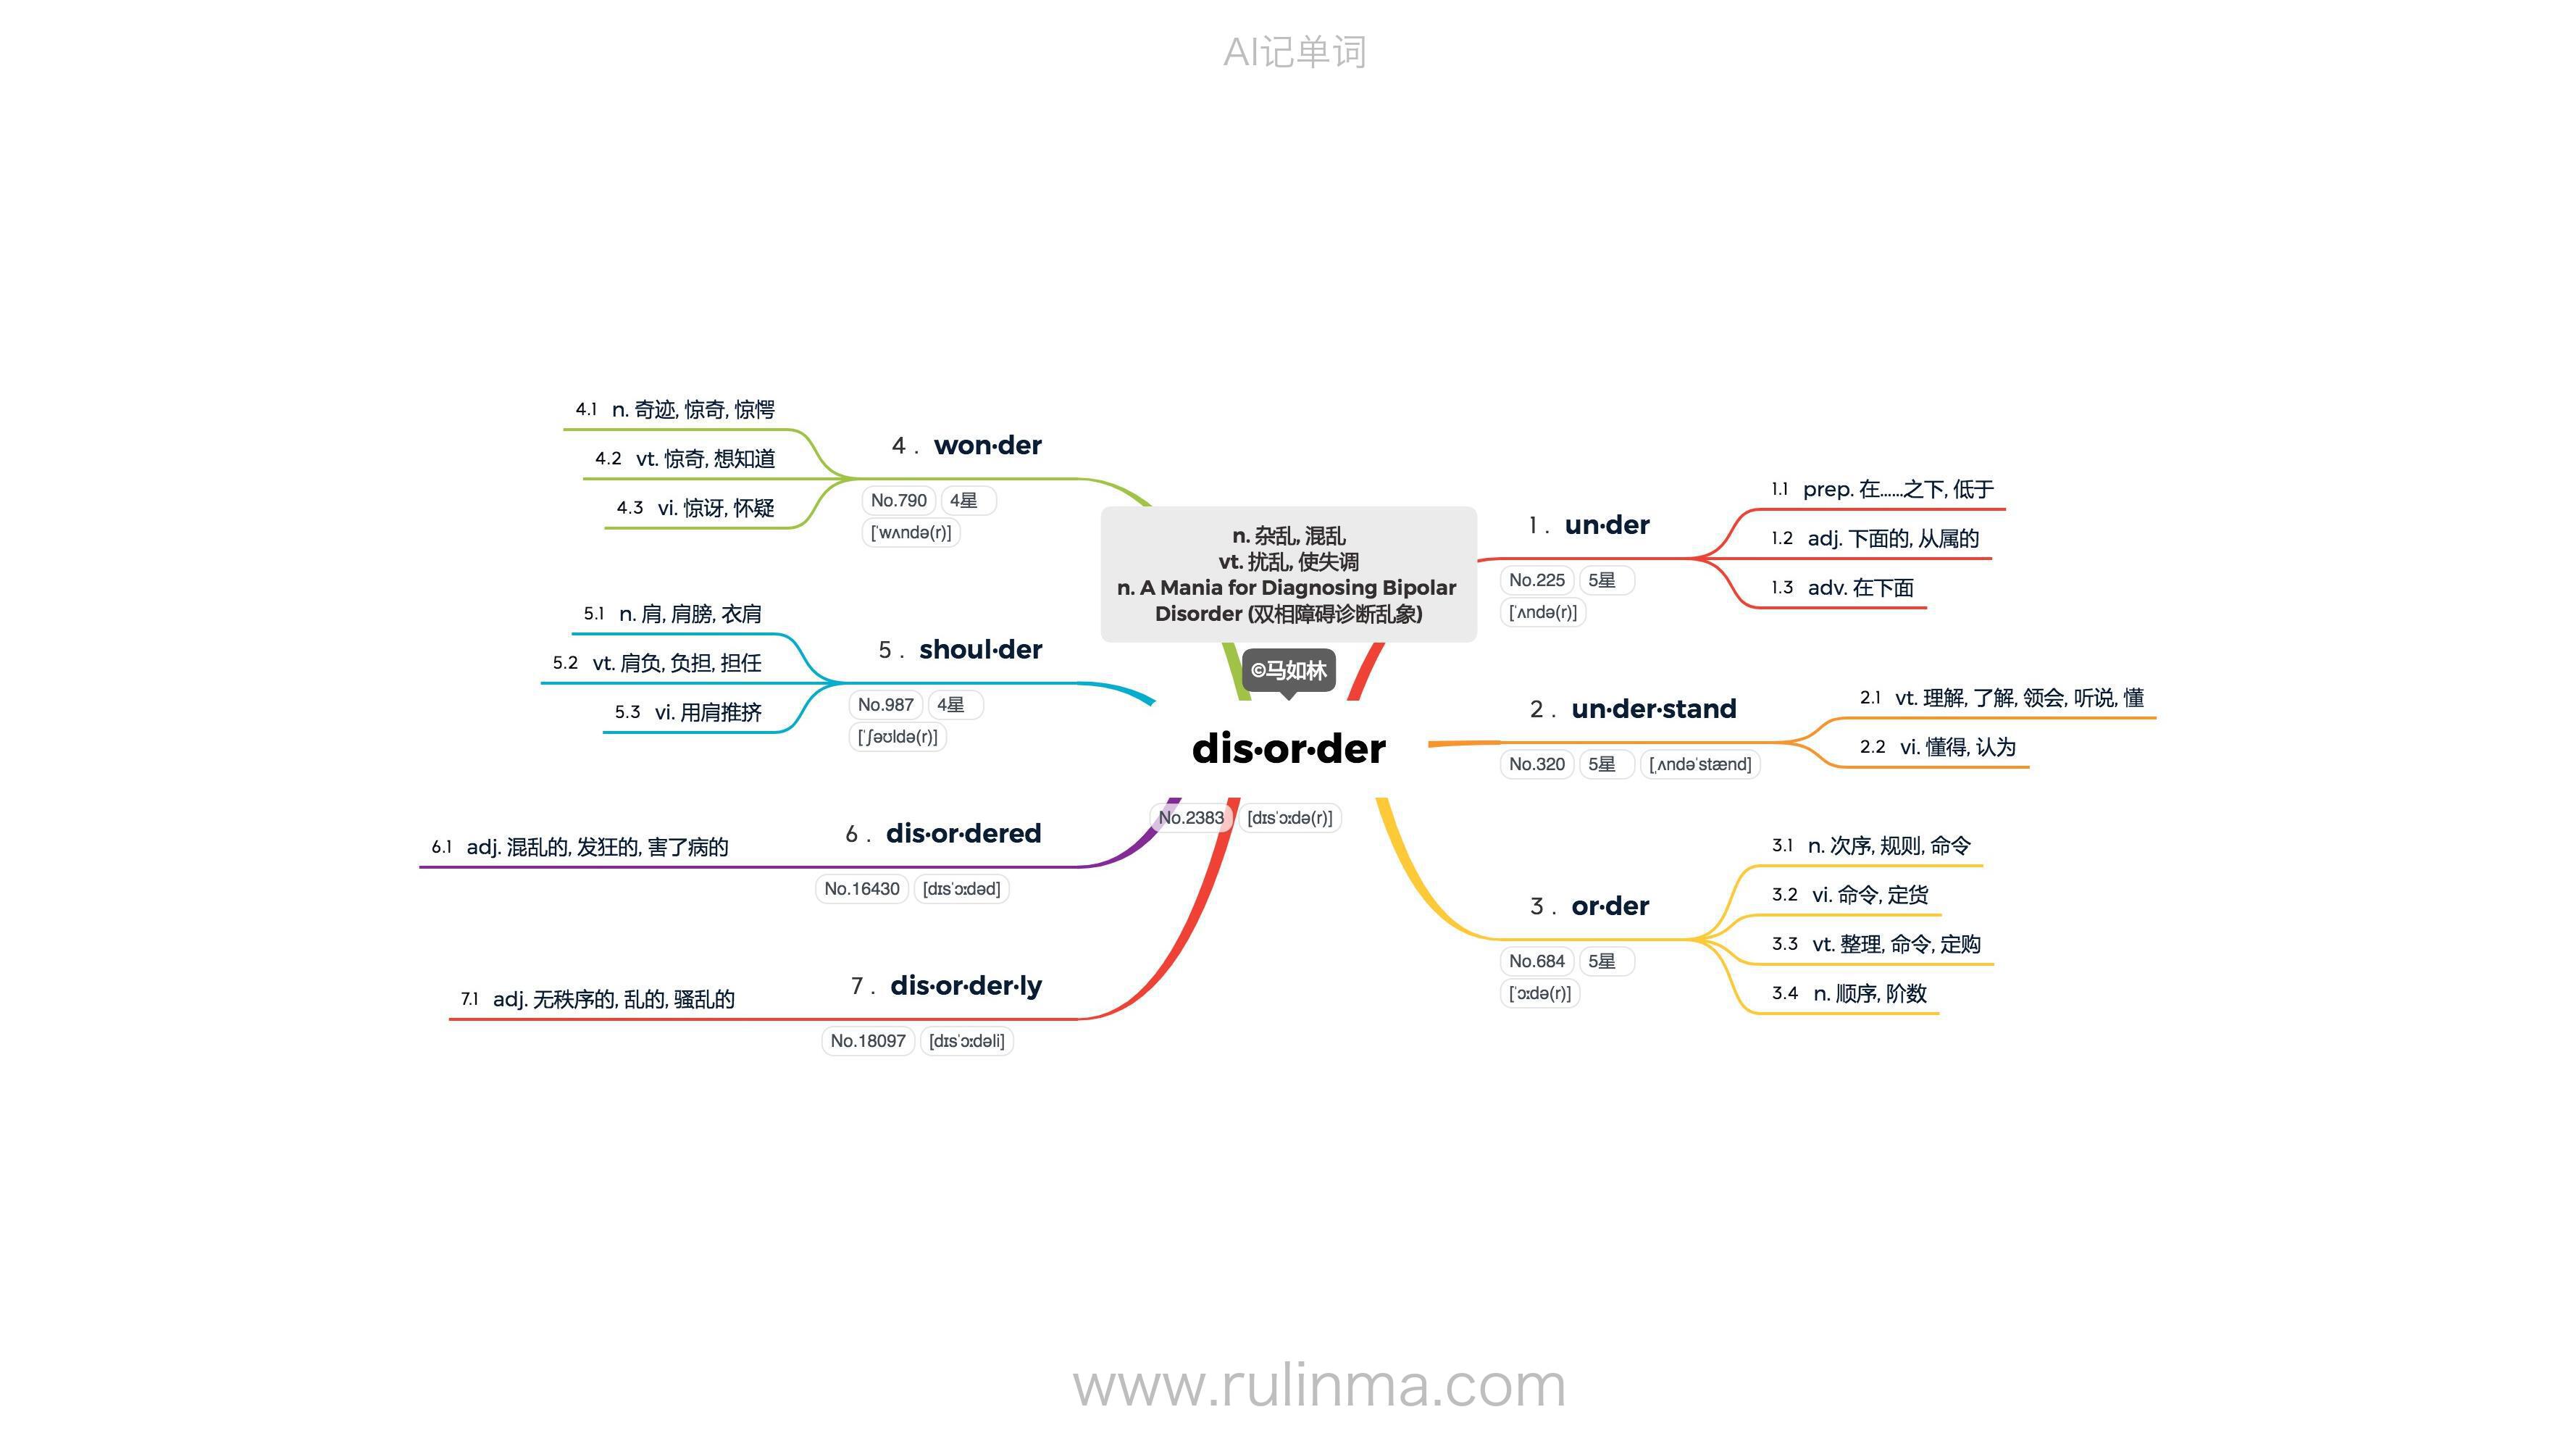 AI记单词
n. 杂乱, 混乱
vt. 扰乱, 使失调
n. A Mania for Diagnosing Bipolar
Disorder (双相障碍诊断乱象)
©马如林
dis·or·der
No.2383 [dɪsˈɔːdə(r)]
1 . un·der
No.225 5星
[ˈʌndə(r)]
1.1 prep. 在……之下, 低于
1.2 adj. 下面的, 从属的
1.3 adv. 在下面
2 . un·der·stand
No.320 5星 [ˌʌndəˈstænd]
2.1 vt. 理解, 了解, 领会, 听说, 懂
2.2 vi. 懂得, 认为
3 . or·der
No.684 5星
[ˈɔːdə(r)]
3.1 n. 次序, 规则, 命令
3.2 vi. 命令, 定货
3.3 vt. 整理, 命令, 定购
3.4 n. 顺序, 阶数
4 . won·der
No.790 4星
[ˈwʌndə(r)]
4.1 n. 奇迹, 惊奇, 惊愕
4.2 vt. 惊奇, 想知道
4.3 vi. 惊讶, 怀疑
5 . shoul·der
No.987 4星
[ˈʃəʊldə(r)]
5.1 n. 肩, 肩膀, 衣肩
5.2 vt. 肩负, 负担, 担任
5.3 vi. 用肩推挤
6 . dis·or·dered
No.16430 [dɪsˈɔːdəd]
6.1 adj. 混乱的, 发狂的, 害了病的
7 . dis·or·der·ly
No.18097 [dɪsˈɔːdəli]
7.1 adj. 无秩序的, 乱的, 骚乱的
www.rulinma.com